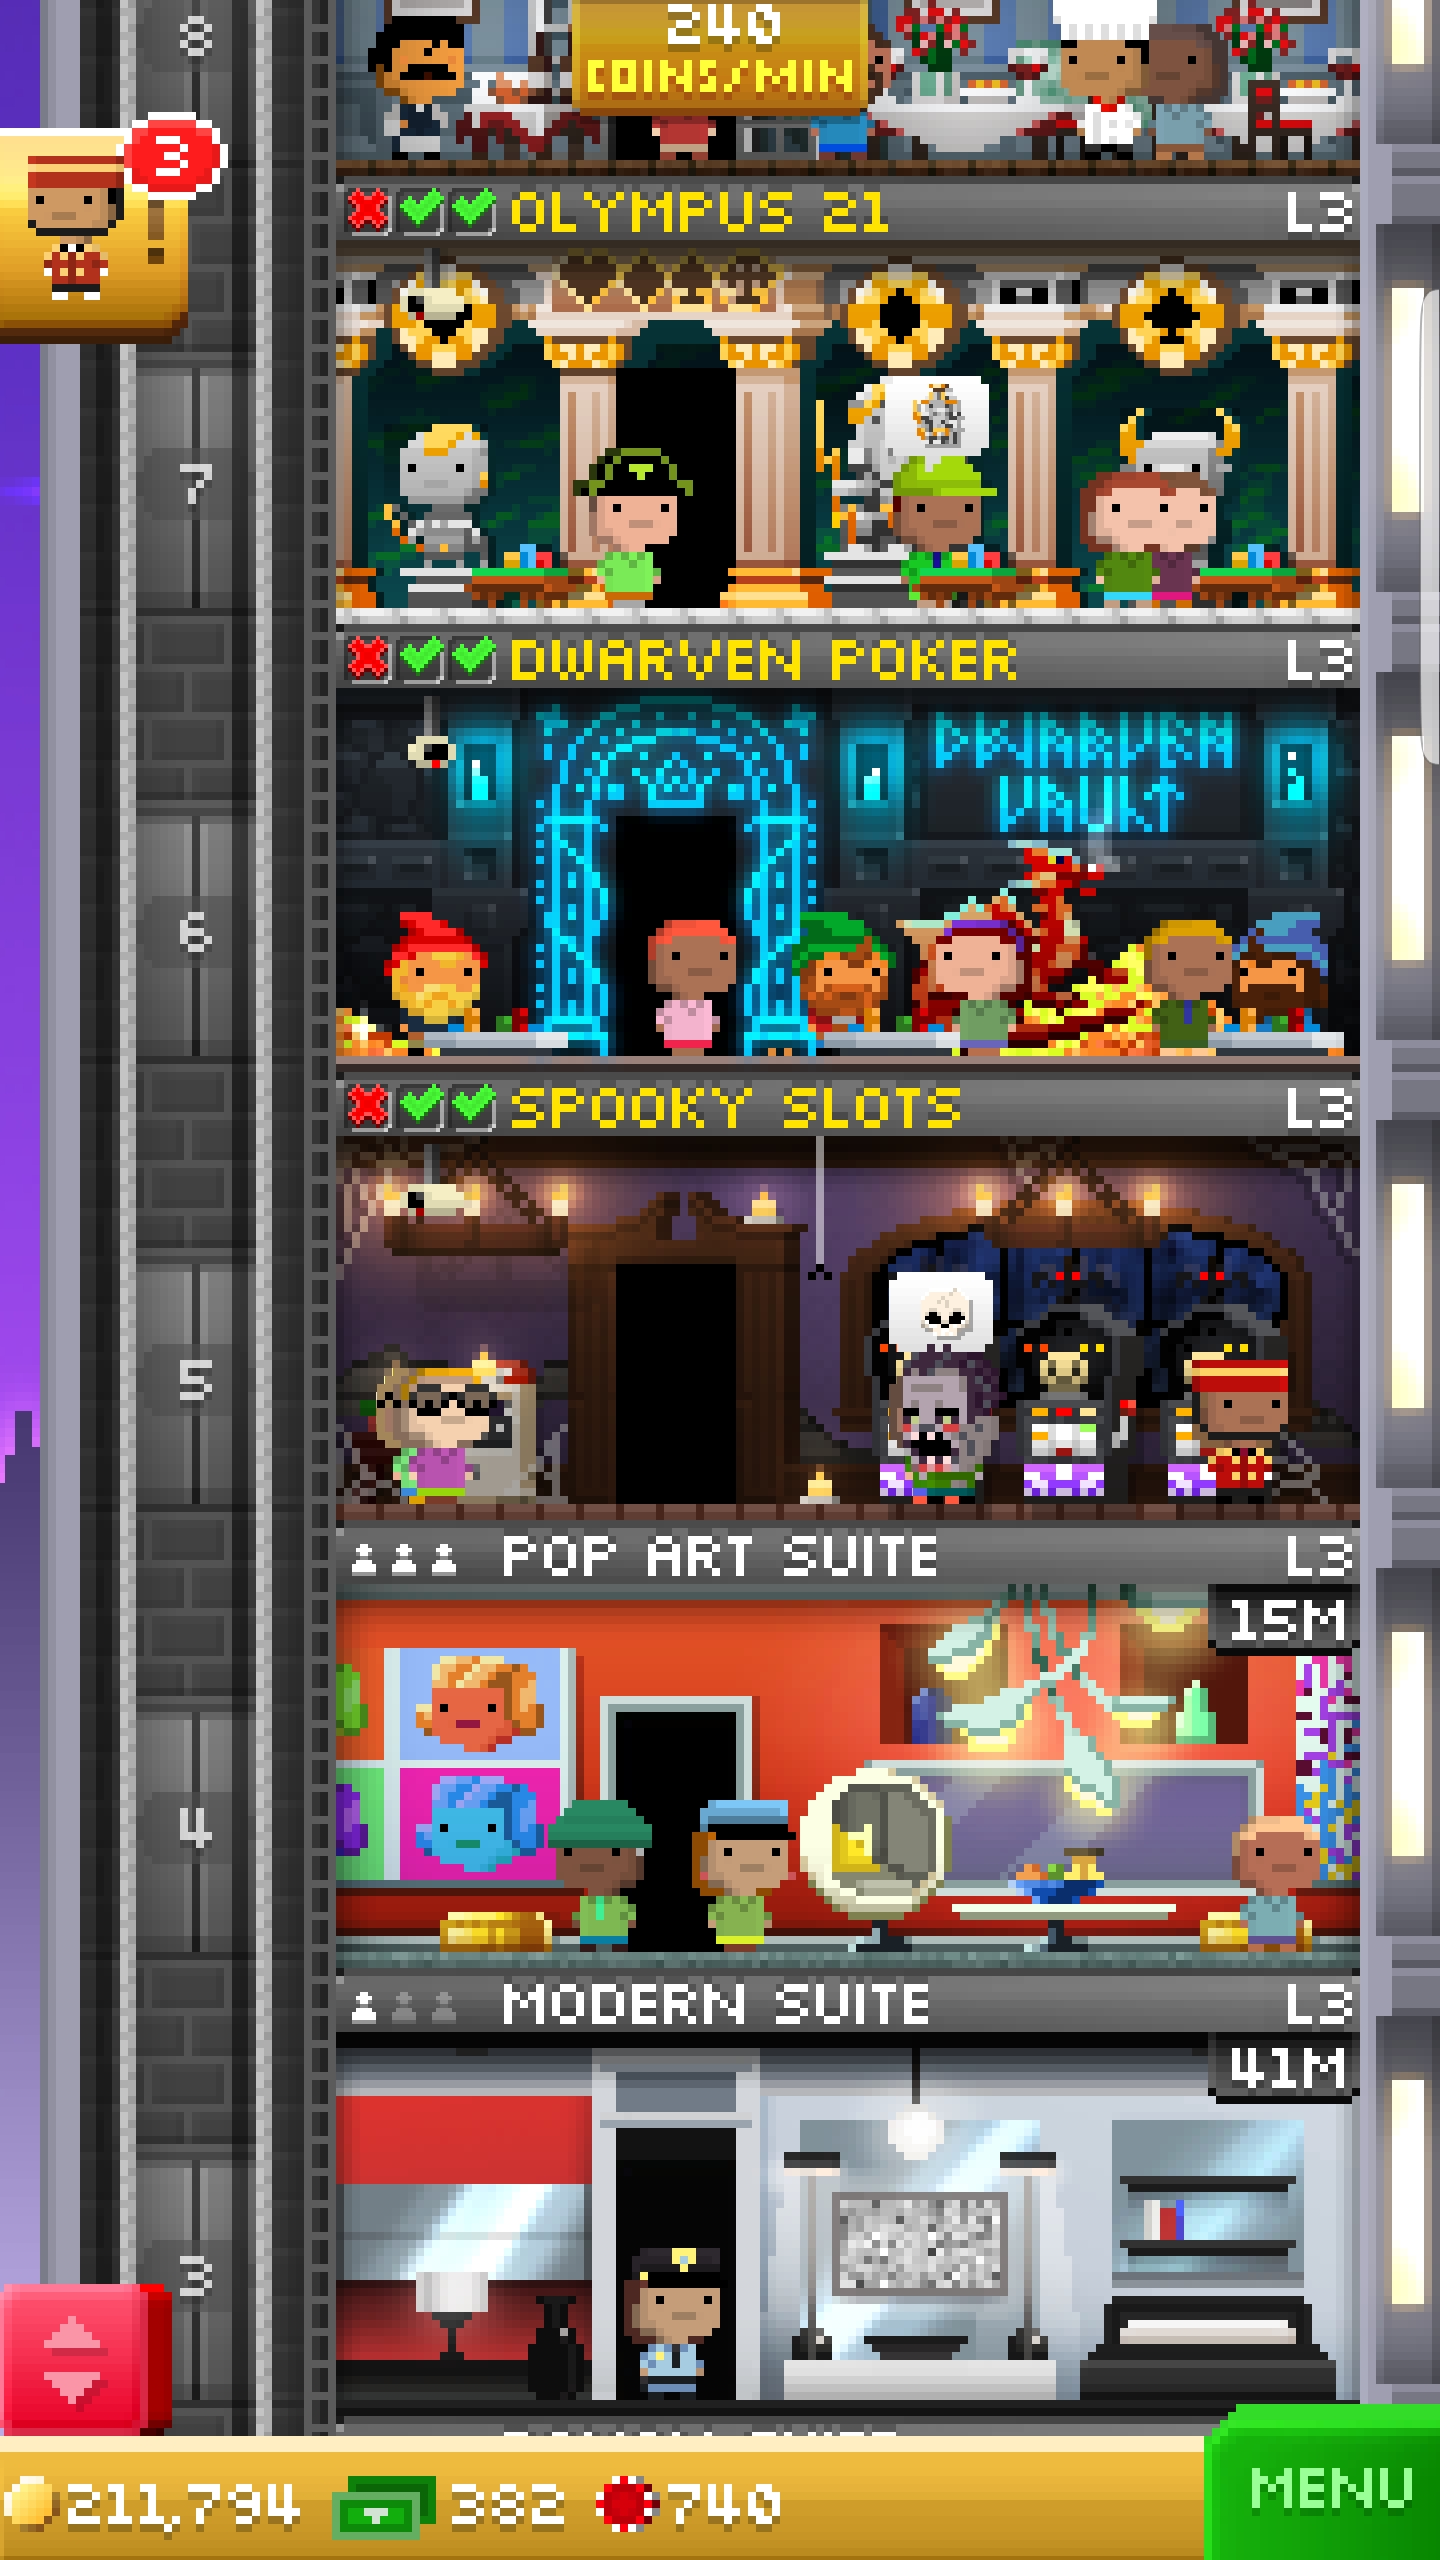 240
COINS/MIN
8
3
!
OLYMPUS 21 L3
7
DWARVEN POKER L3
DWARVEN
VAULT
6
SPOOKY SLOTS L3
5
POP ART SUITE L3
15M
4
MODERN SUITE L3
41M
3
211,794 382 740
MENU